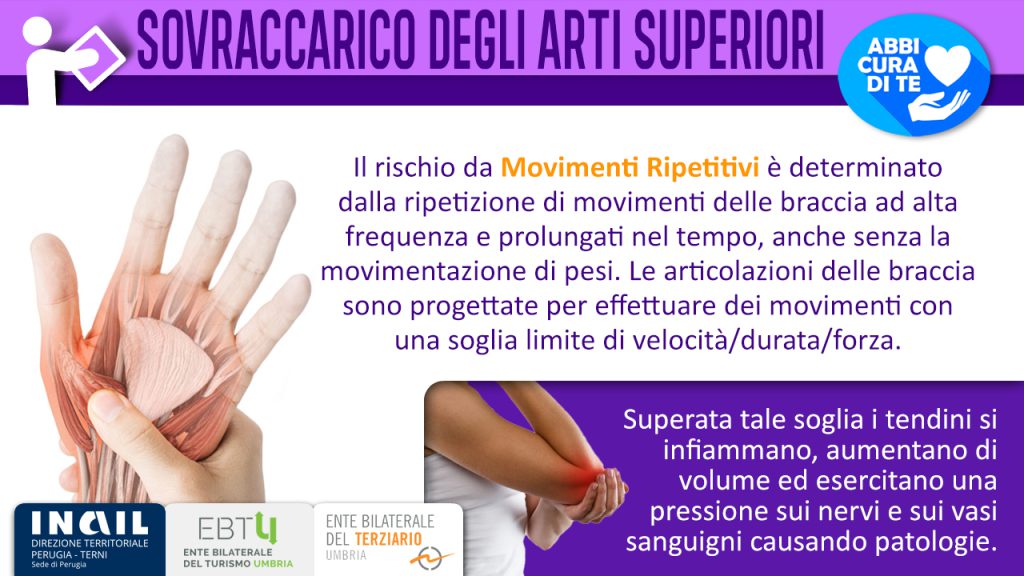 SOVRACCARICO DEGLI ARTI SUPERIORI
ABBI
CURA
DI TE
Il rischio da Movimenti Ripetitivi è determinato
dalla ripetizione di movimenti delle braccia ad alta
frequenza e prolungati nel tempo, anche senza la
movimentazione di pesi. Le articolazioni delle braccia
sono progettate per effettuare dei movimenti con
una soglia limite di velocità/durata/forza.
Superata tale soglia i tendini si
infiammano, aumentano di
volume ed esercitano una
pressione sui nervi e sui vasi
sanguigni causando patologie.
INAIL
DIREZIONE TERRITORIALE
PERUGIA - TERNI
Sede di Perugia
EBT4
ENTE BILATERALE
DEL TURISMO UMBRIA
ENTE BILATERALE
DEL TERZIARIO
UMBRIA